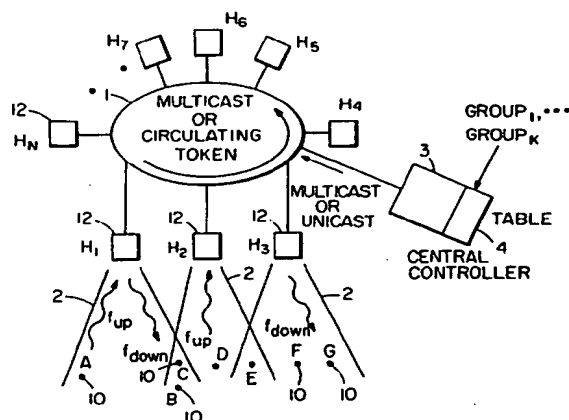 H6
H7
H5
1
MULTICAST
OR
CIRCULATING
TOKEN
12
HN
H4
GROUP1, •••
GROUPK
3
MULTICAST
OR
UNICAST
TABLE
4
CENTRAL
CONTROLLER
12
H1
12
H2
12
H3
2
2
2
fup
fdown
fup
fdown
A
10
C
B
D
E
F
G
10
10
10
10